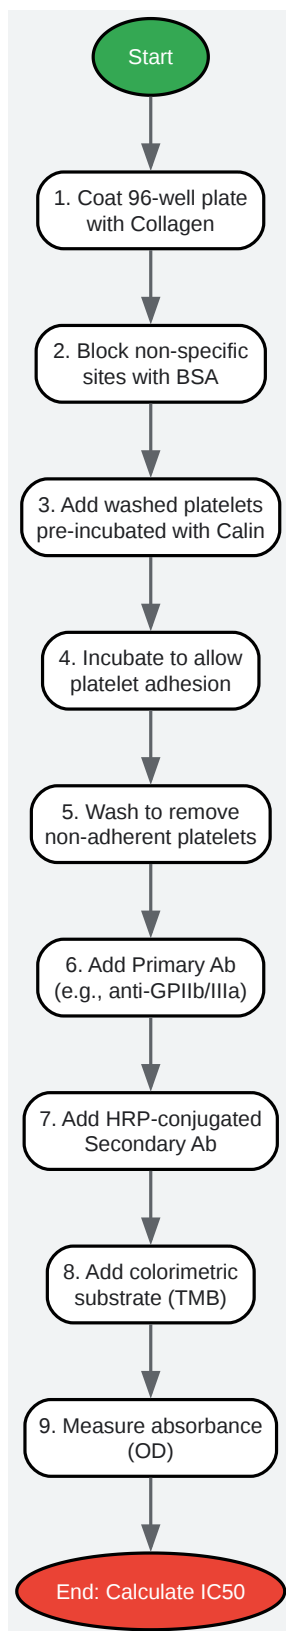 Start
1. Coat 96-well plate
with Collagen
2. Block non-specific
sites with BSA
3. Add washed platelets
pre-incubated with Calin
4. Incubate to allow
platelet adhesion
5. Wash to remove
non-adherent platelets
6. Add Primary Ab
(e.g., anti-GPIIb/IIIa)
7. Add HRP-conjugated
Secondary Ab
8. Add colorimetric
substrate (TMB)
9. Measure absorbance
(OD)
End: Calculate IC50